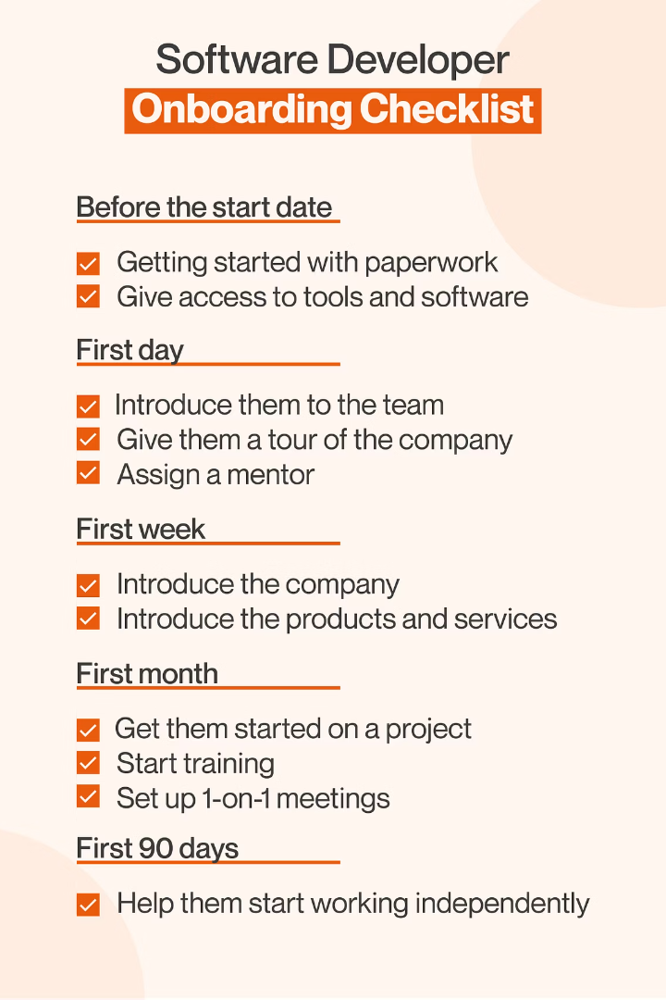 Software Developer
Onboarding Checklist
Before the start date
Getting started with paperwork
Give access to tools and software
First day
Introduce them to the team
Give them a tour of the company
Assign a mentor
First week
Introduce the company
Introduce the products and services
First month
Get them started on a project
Start training
Set up 1-on-1 meetings
First 90 days
Help them start working independently